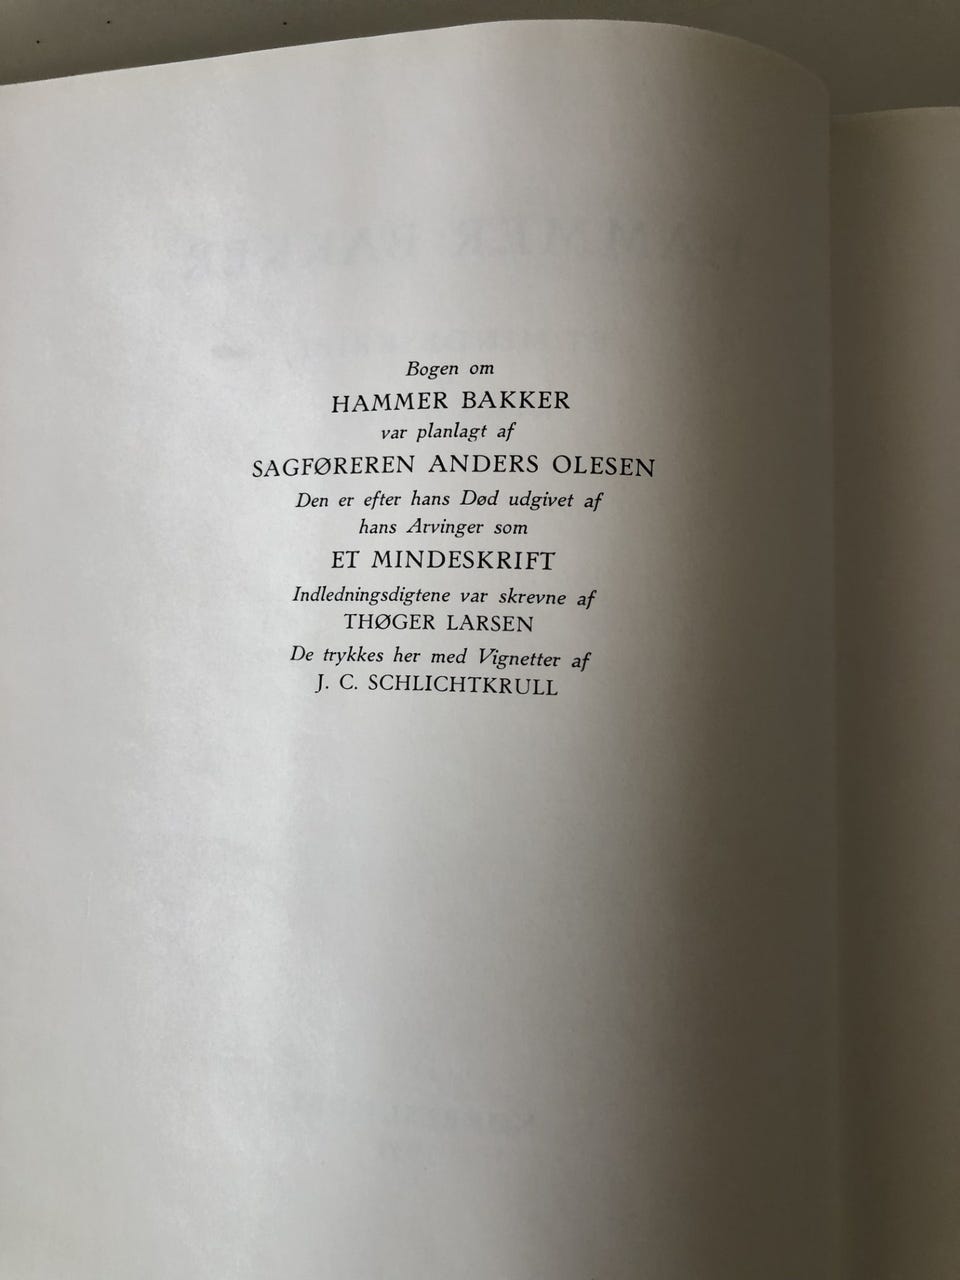 Bogen om
HAMMER BAKKER
var planlagt af
SAGFØREREN ANDERS OLESEN
Den er efter hans Død udgivet af
hans Arvinger som
ET MINDESKRIFT
Indledningsdigtene var skrevne af
THØGER LARSEN
De trykkes her med Vignetter af
J. C. SCHLICHTKRULL